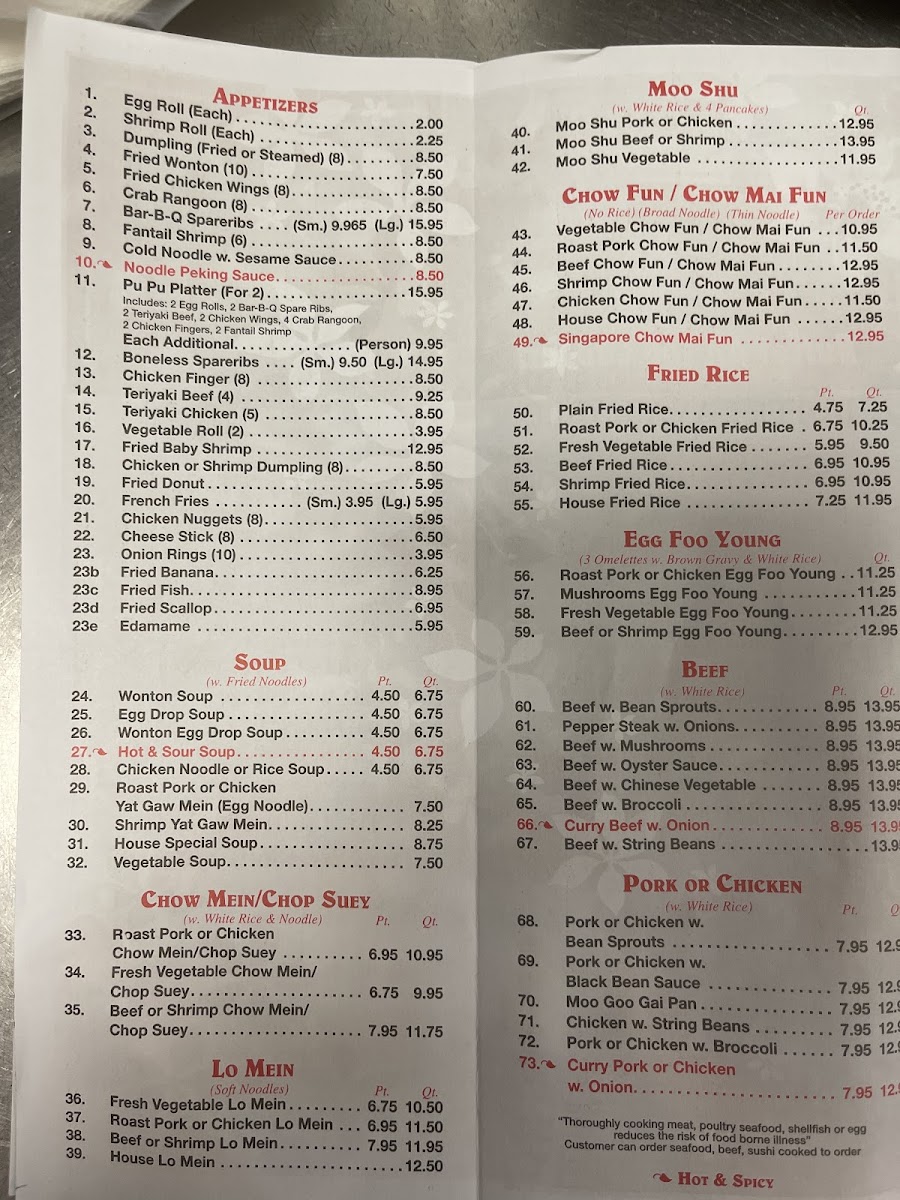 APPETIZERS
1. Egg Roll (Each) 2.00
2. Shrimp Roll (Each) 2.25
3. Dumpling (Fried or Steamed) (8) 8.50
4. Fried Wonton (10) 7.50
5. Fried Chicken Wings (8) 8.50
6. Crab Rangoon (8) 8.50
7. Bar-B-Q Spareribs .... (Sm.) 9.965 (Lg.) 15.95
8. Fantail Shrimp (6) 8.50
9. Cold Noodle w. Sesame Sauce 8.50
10. Noodle Peking Sauce 8.50
11. Pu Pu Platter (For 2) 15.95
Includes: 2 Egg Rolls, 2 Bar-B-Q Spare Ribs,
2 Teriyaki Beef, 2 Chicken Wings, 4 Crab Rangoon,
2 Chicken Fingers, 2 Fantail Shrimp
Each Additional (Person) 9.95
12. Boneless Spareribs .... (Sm.) 9.50 (Lg.) 14.95
13. Chicken Finger (8) 8.50
14. Teriyaki Beef (4) 9.25
15. Teriyaki Chicken (5) 8.50
16. Vegetable Roll (2) 3.95
17. Fried Baby Shrimp 12.95
18. Chicken or Shrimp Dumpling (8) 8.50
19. Fried Donut 5.95
20. French Fries (Sm.) 3.95 (Lg.) 5.95
21. Chicken Nuggets (8) 5.95
22. Cheese Stick (8) 6.50
23. Onion Rings (10) 3.95
23b Fried Banana 6.25
23c Fried Fish 8.95
23d Fried Scallop 6.95
23e Edamame 5.95
SOUP
(w. Fried Noodles) Pt. Qt.
24. Wonton Soup 4.50 6.75
25. Egg Drop Soup 4.50 6.75
26. Wonton Egg Drop Soup 4.50 6.75
27. Hot & Sour Soup 4.50 6.75
28. Chicken Noodle or Rice Soup 4.50 6.75
29. Roast Pork or Chicken
Yat Gaw Mein (Egg Noodle) 7.50
30. Shrimp Yat Gaw Mein 8.25
31. House Special Soup 8.75
32. Vegetable Soup 7.50
CHOW MEIN/CHOP SUEY
(w. White Rice & Noodle) Pt. Qt.
33. Roast Pork or Chicken
Chow Mein/Chop Suey 6.95 10.95
34. Fresh Vegetable Chow Mein/
Chop Suey 6.75 9.95
35. Beef or Shrimp Chow Mein/
Chop Suey 7.95 11.75
LO MEIN
(Soft Noodles) Pt. Qt.
36. Fresh Vegetable Lo Mein 6.75 10.50
37. Roast Pork or Chicken Lo Mein 6.95 11.50
38. Beef or Shrimp Lo Mein 7.95 11.95
39. House Lo Mein 12.50
MOO SHU
(w. White Rice & 4 Pancakes) Qt.
40. Moo Shu Pork or Chicken 12.95
41. Moo Shu Beef or Shrimp 13.95
42. Moo Shu Vegetable 11.95
CHOW FUN / CHOW MAI FUN
(No Rice) (Broad Noodle) (Thin Noodle) Per Order
43. Vegetable Chow Fun / Chow Mai Fun 10.95
44. Roast Pork Chow Fun / Chow Mai Fun 11.50
45. Beef Chow Fun / Chow Mai Fun 12.95
46. Shrimp Chow Fun / Chow Mai Fun 12.95
47. Chicken Chow Fun / Chow Mai Fun 11.50
48. House Chow Fun / Chow Mai Fun 12.95
49. Singapore Chow Mai Fun 12.95
FRIED RICE
Pt. Qt.
50. Plain Fried Rice 4.75 7.25
51. Roast Pork or Chicken Fried Rice 6.75 10.25
52. Fresh Vegetable Fried Rice 5.95 9.50
53. Beef Fried Rice 6.95 10.95
54. Shrimp Fried Rice 6.95 10.95
55. House Fried Rice 7.25 11.95
EGG FOO YOUNG
(3 Omelettes w. Brown Gravy & White Rice) Qt.
56. Roast Pork or Chicken Egg Foo Young 11.25
57. Mushrooms Egg Foo Young 11.25
58. Fresh Vegetable Egg Foo Young 11.25
59. Beef or Shrimp Egg Foo Young 12.95
BEEF
(w. White Rice) Pt. Qt.
60. Beef w. Bean Sprouts 8.95 13.95
61. Pepper Steak w. Onions 8.95 13.95
62. Beef w. Mushrooms 8.95 13.95
63. Beef w. Oyster Sauce 8.95 13.95
64. Beef w. Chinese Vegetable 8.95 13.95
65. Beef w. Broccoli 8.95 13.95
66. Curry Beef w. Onion 8.95 13.9
67. Beef w. String Beans 13.9
PORK OR CHICKEN
(w. White Rice) Pt.
68. Pork or Chicken w.
Bean Sprouts 7.95 12.9
69. Pork or Chicken w.
Black Bean Sauce 7.95 12.9
70. Moo Goo Gai Pan 7.95 12.9
71. Chicken w. String Beans 7.95 12.9
72. Pork or Chicken w. Broccoli 7.95 12.9
73. Curry Pork or Chicken
w. Onion 7.95 12.
"Thoroughly cooking meat, poultry seafood, shellfish or egg
reduces the risk of food borne illness"
Customer can order seafood, beef, sushi cooked to order
HOT & SPICY